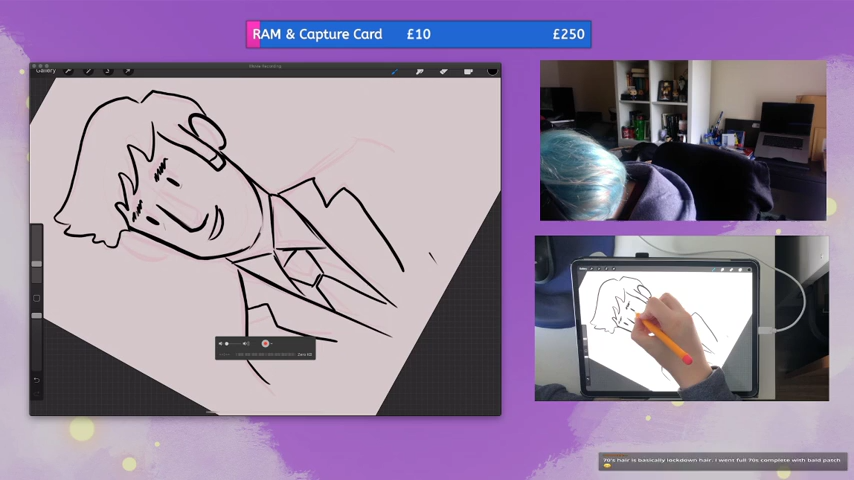 RAM & Capture Card £10 £250
Gallery
70's hair is basically lockdown hair. I went full 70s complete with bald patch